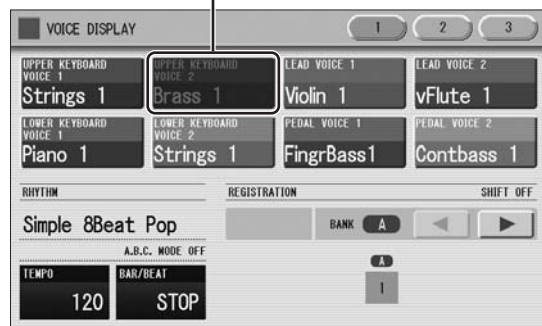 VOICE DISPLAY
1 2 3
UPPER KEYBOARD VOICE 1
Strings 1
UPPER KEYBOARD VOICE 2
Brass 1
LEAD VOICE 1
Violin 1
LEAD VOICE 2
vFlute 1
LOWER KEYBOARD VOICE 1
Piano 1
LOWER KEYBOARD VOICE 2
Strings 1
PEDAL VOICE 1
FingrBass1
PEDAL VOICE 2
Contbass 1
RHYTHM
Simple 8Beat Pop
A.B.C. MODE OFF
TEMPO
120
BAR/BEAT
STOP
REGISTRATION SHIFT OFF
BANK A
A
1